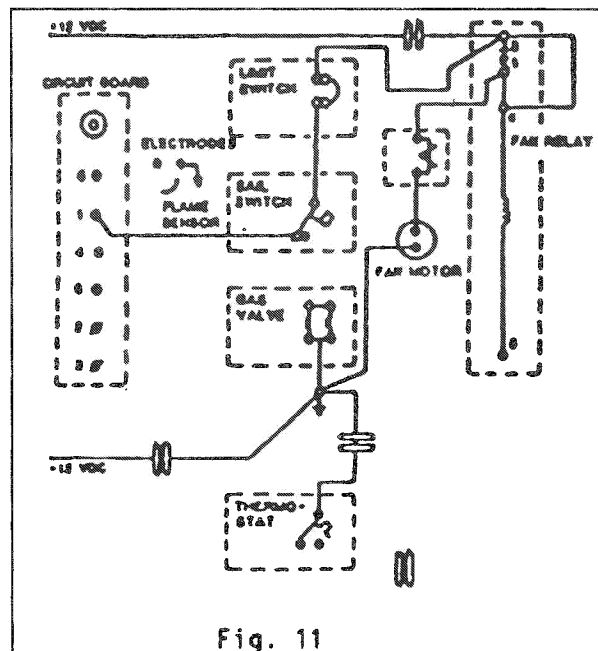 +12 VDC
CIRCUIT BOARD
LIMIT
SWITCH
ELECTRODE
FLAME
SENSOR
SAIL
SWITCH
FAN RELAY
FAN MOTOR
GAS
VALVE
-12 VDC
THERMO-
STAT
Fig. 11